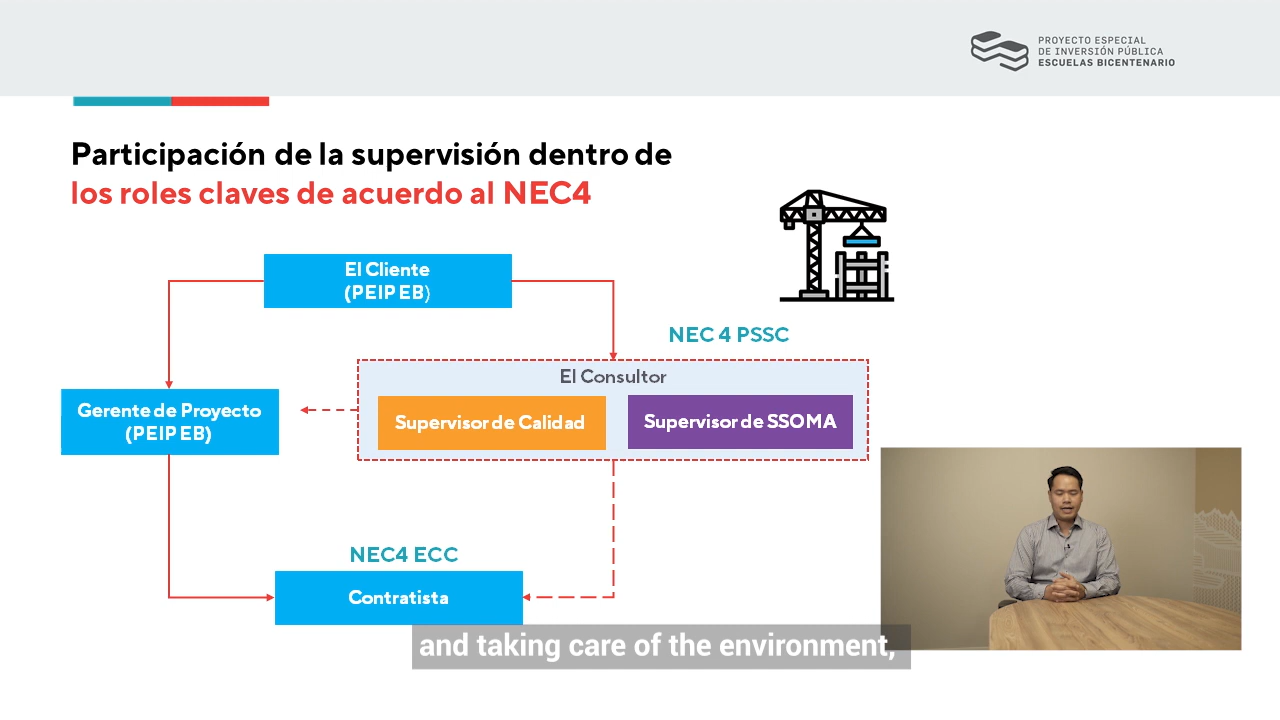 PROYECTO ESPECIAL
DE INVERSIÓN PÚBLICA
ESCUELAS BICENTENARIO
Participación de la supervisión dentro de
los roles claves de acuerdo al NEC4
El Cliente
(PEIP EB)
NEC 4 PSSC
El Consultor
Gerente de Proyecto
(PEIP EB)
Supervisor de Calidad
Supervisor de SSOMA
NEC4 ECC
Contratista
and taking care of the environment,